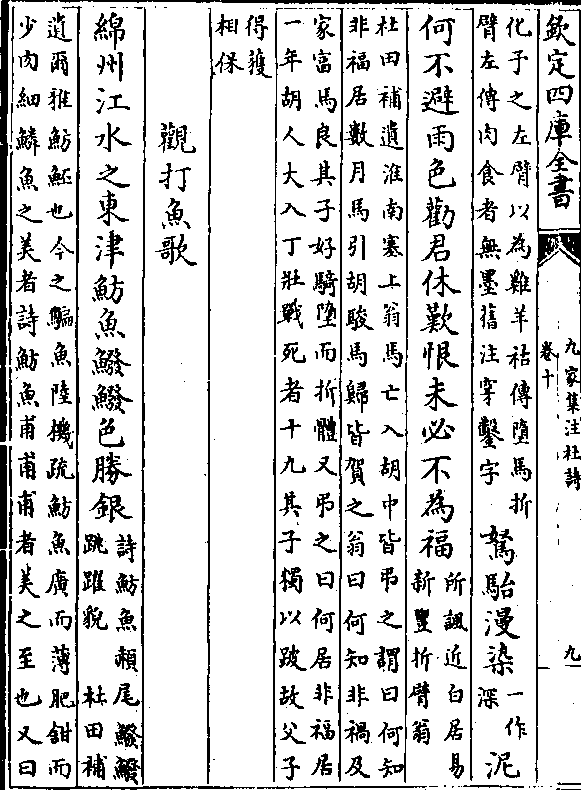 欽定四庫全書
九家集注杜詩
卷十
九
化予之左臂以為雞羊祜傳墮馬折
臂左傳肉食者無墨舊注穿鑿字
駑駘漫染一作深泥
何不避雨色勸君休歎恨未必不為福
所諷近白居易
新豐折臂翁
杜田補遺淮南塞上翁馬亡入胡中皆弔之謂曰何知
非福居數月馬引胡駿馬歸皆賀之翁曰何知非禍及
家富馬良其子好騎墮而折體又弔之曰何居非福居
一年胡人大入丁壯戰死者十九其子獨以跛故父子
得獲
相保
觀打魚歌
綿州江水之東津魴魚鱍鱍色勝銀
詩魴魚赬尾鱍鱍
跳躍貌 杜田補
遺爾雅魴魾也今之鯿魚陸機疏魴魚廣而薄肥甜而
少肉細鱗魚之美者詩魴魚甫甫甫者美之至也又曰